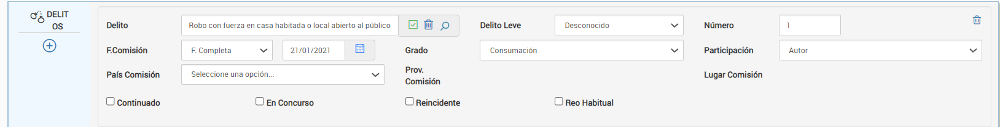 DELIT
OS
Delito Robo con fuerza en casa habitada o local abierto al público Delito Leve Desconocido Número 1
F.Comisión F. Completa 21/01/2021 Grado Consumación Participación Autor
País Comisión Seleccione una opción... Prov.
Comisión Lugar Comisión
Continuado En Concurso Reincidente Reo Habitual